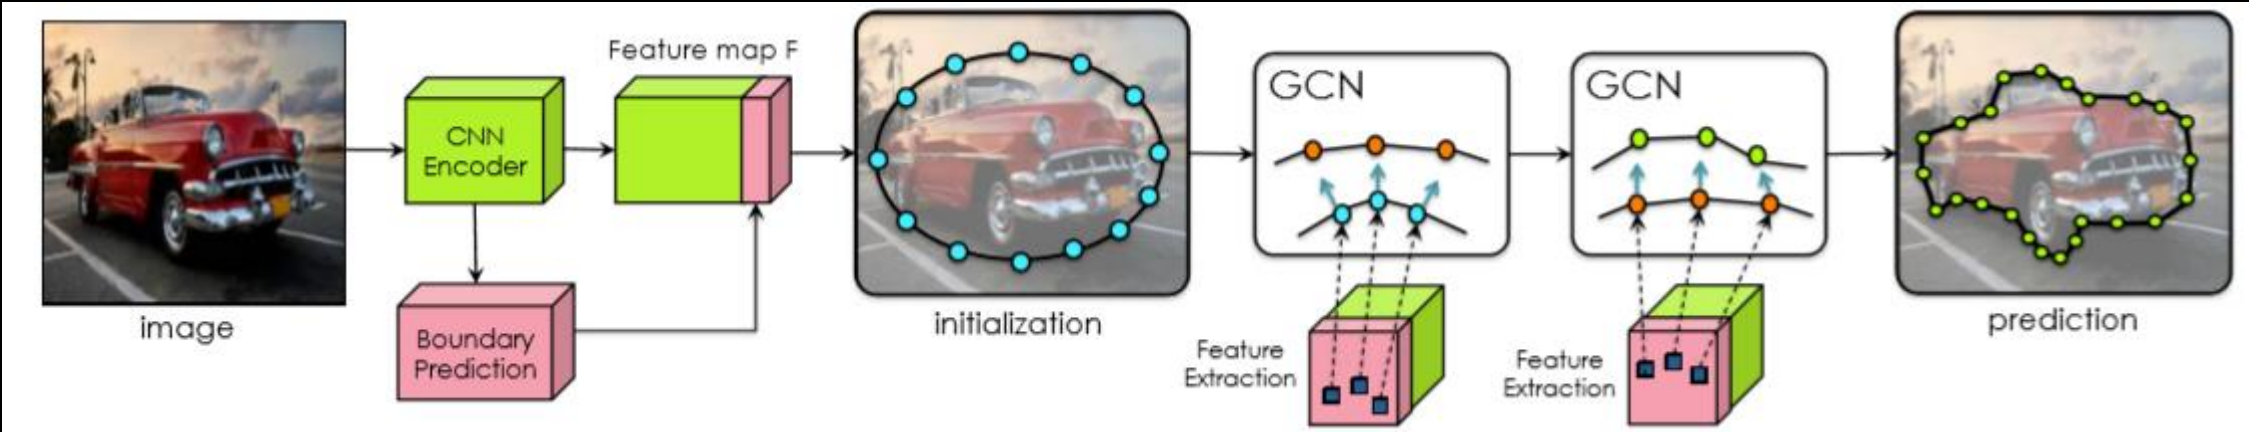 image
CNN
Encoder
Boundary
Prediction
Feature map F
initialization
GCN
Feature
Extraction
GCN
Feature
Extraction
prediction